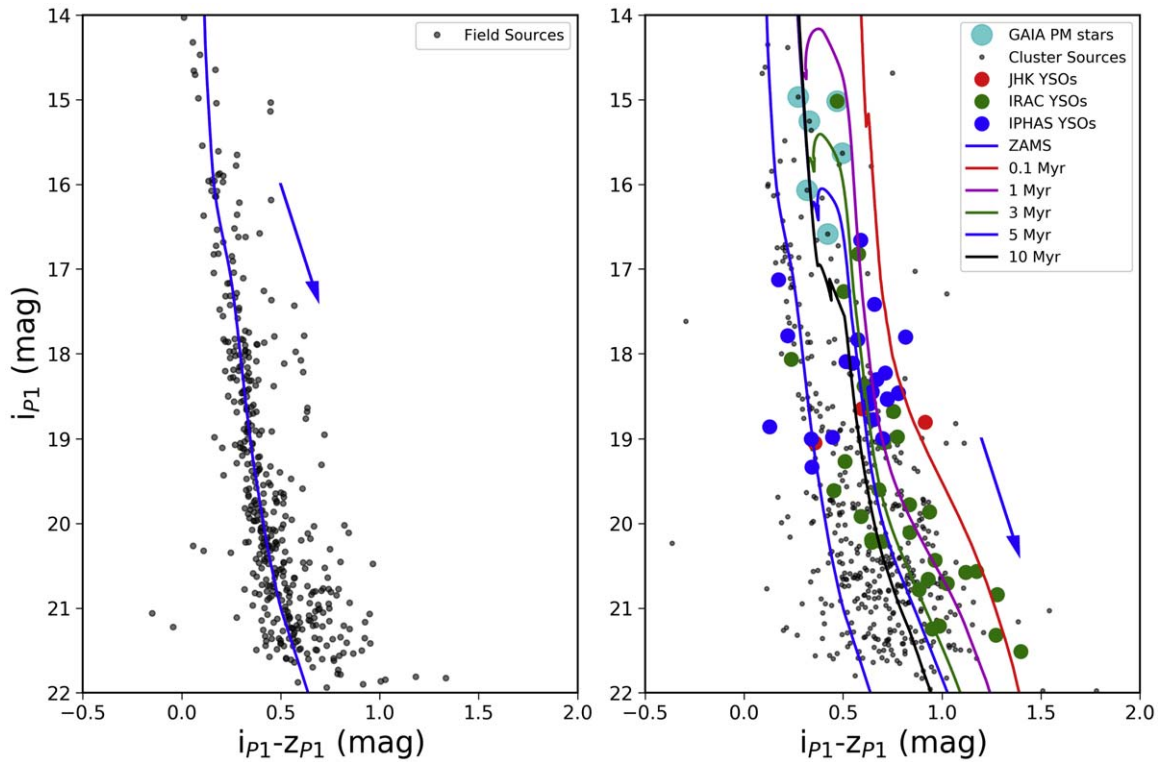 14
15
16
17
18
19
20
21
22
i_P1 (mag)
−0.5 0.0 0.5 1.0 1.5 2.0
i_P1-z_P1 (mag)
Field Sources
14
15
16
17
18
19
20
21
22
−0.5 0.0 0.5 1.0 1.5 2.0
i_P1-z_P1 (mag)
GAIA PM stars
Cluster Sources
JHK YSOs
IRAC YSOs
IPHAS YSOs
ZAMS
0.1 Myr
1 Myr
3 Myr
5 Myr
10 Myr